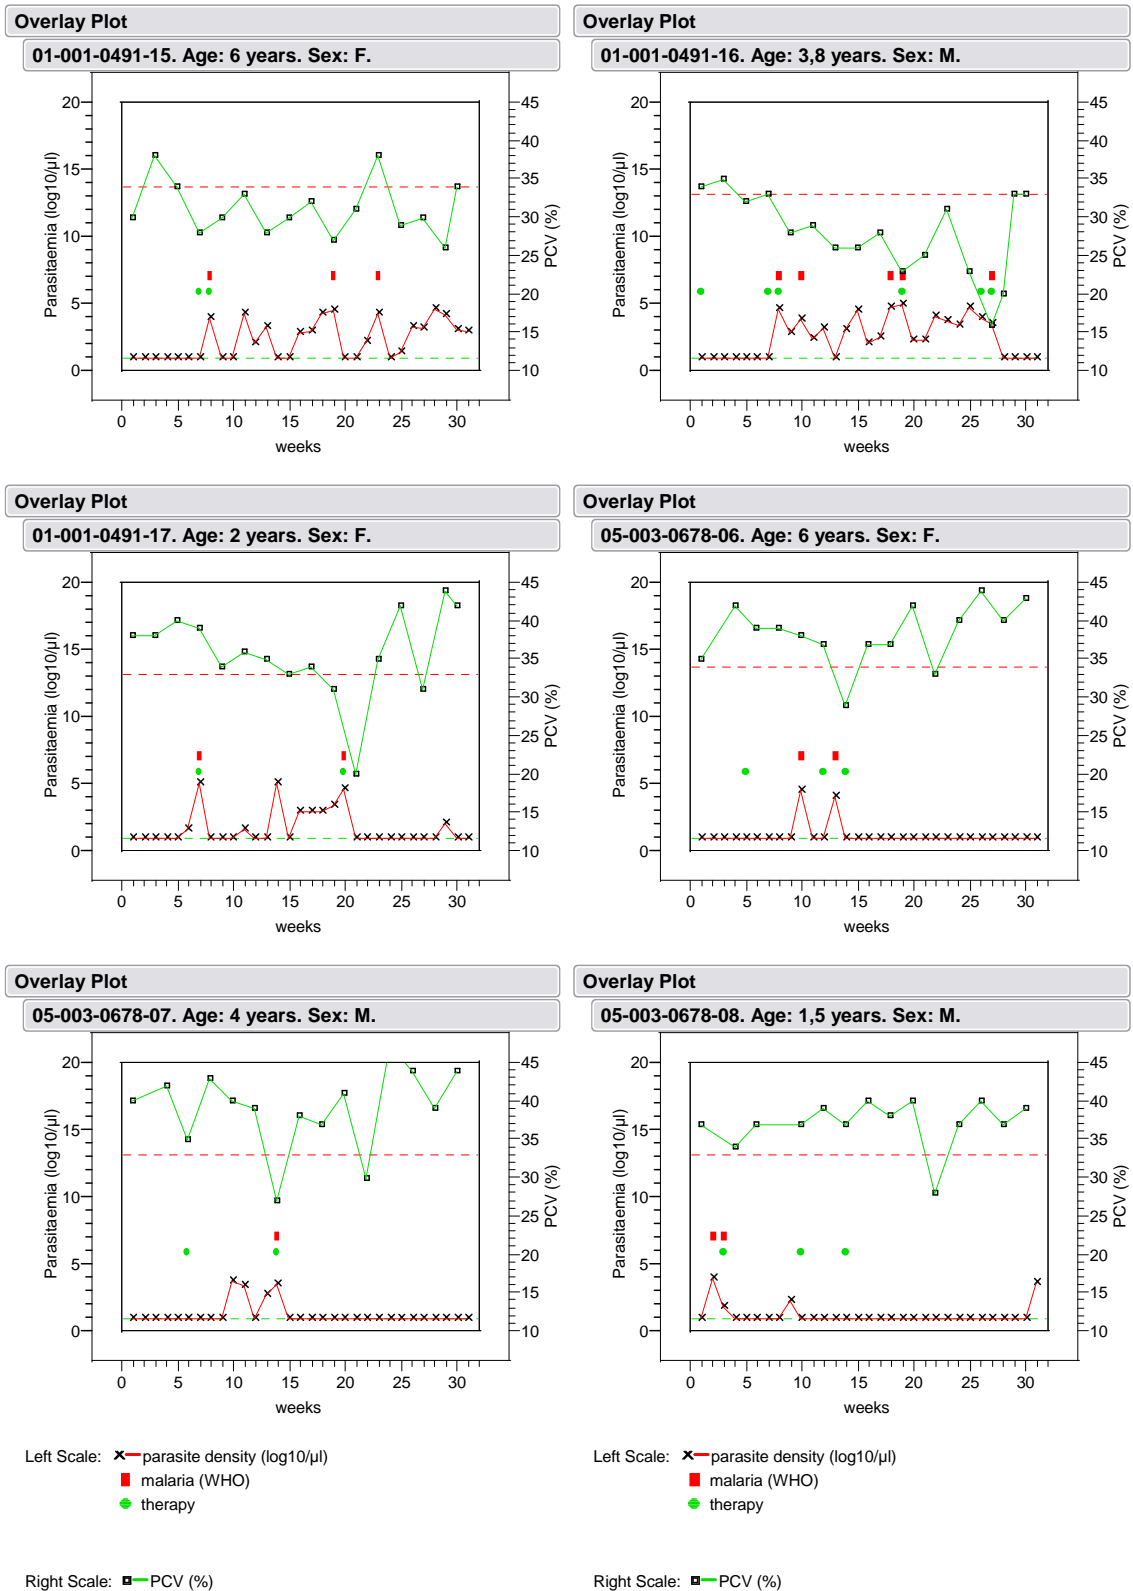 Overlay Plot
01-001-0491-15. Age: 6 years. Sex: F.
Parasitaemia (log10/µl)
20
15
10
5
0
45
40
35
30
25
20
15
10
PCV (%)
0 5 10 15 20 25 30
weeks
Overlay Plot
01-001-0491-16. Age: 3,8 years. Sex: M.
Parasitaemia (log10/µl)
20
15
10
5
0
45
40
35
30
25
20
15
10
PCV (%)
0 5 10 15 20 25 30
weeks
Overlay Plot
01-001-0491-17. Age: 2 years. Sex: F.
Parasitaemia (log10/µl)
20
15
10
5
0
45
40
35
30
25
20
15
10
PCV (%)
0 5 10 15 20 25 30
weeks
Overlay Plot
05-003-0678-06. Age: 6 years. Sex: F.
Parasitaemia (log10/µl)
20
15
10
5
0
45
40
35
30
25
20
15
10
PCV (%)
0 5 10 15 20 25 30
weeks
Overlay Plot
05-003-0678-07. Age: 4 years. Sex: M.
Parasitaemia (log10/µl)
20
15
10
5
0
45
40
35
30
25
20
15
10
PCV (%)
0 5 10 15 20 25 30
weeks
Overlay Plot
05-003-0678-08. Age: 1,5 years. Sex: M.
Parasitaemia (log10/µl)
20
15
10
5
0
45
40
35
30
25
20
15
10
PCV (%)
0 5 10 15 20 25 30
weeks
Left Scale: parasite density (log10/µl)
malaria (WHO)
therapy
Right Scale: PCV (%)
Left Scale: parasite density (log10/µl)
malaria (WHO)
therapy
Right Scale: PCV (%)